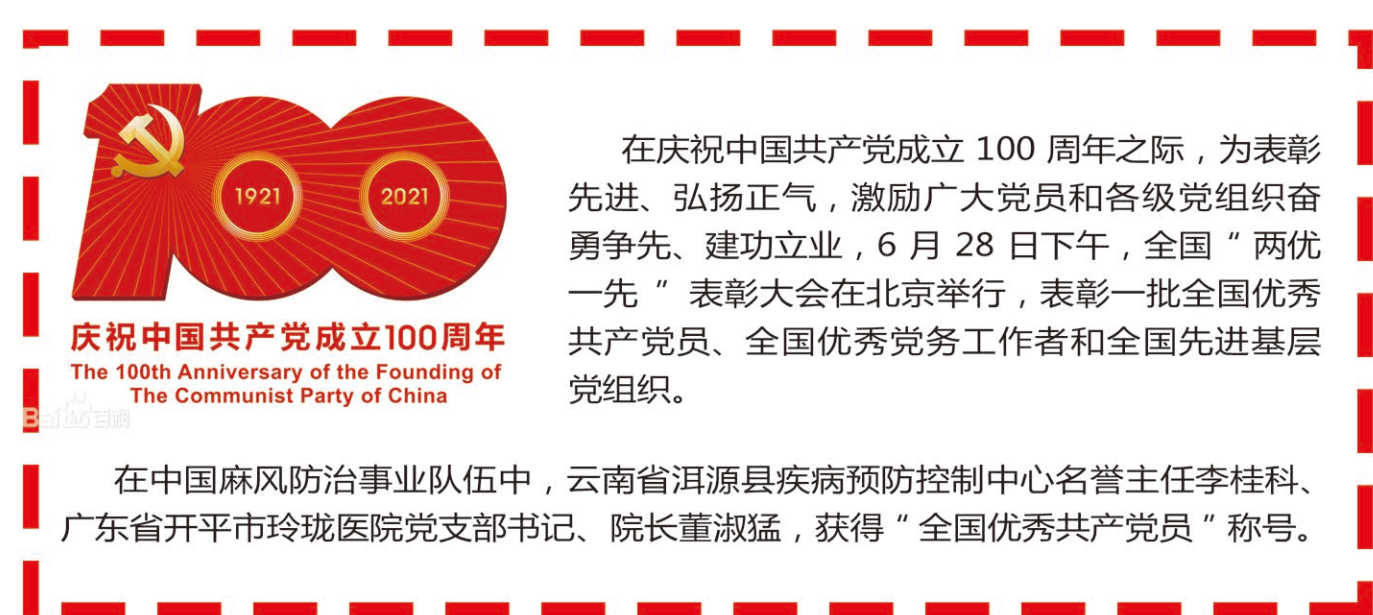 100
1921
2021
庆祝中国共产党成立100周年
The 100th Anniversary of the Founding of
The Communist Party of China
Bai百科
在庆祝中国共产党成立 100 周年之际，为表彰
先进、弘扬正气，激励广大党员和各级党组织奋
勇争先、建功立业，6 月 28 日下午，全国“ 两优
一先 ”表彰大会在北京举行，表彰一批全国优秀
共产党员、全国优秀党务工作者和全国先进基层
党组织。
在中国麻风防治事业队伍中，云南省洱源县疾病预防控制中心名誉主任李桂科、
广东省开平市玲珑医院党支部书记、院长董淑猛，获得“ 全国优秀共产党员 ”称号。